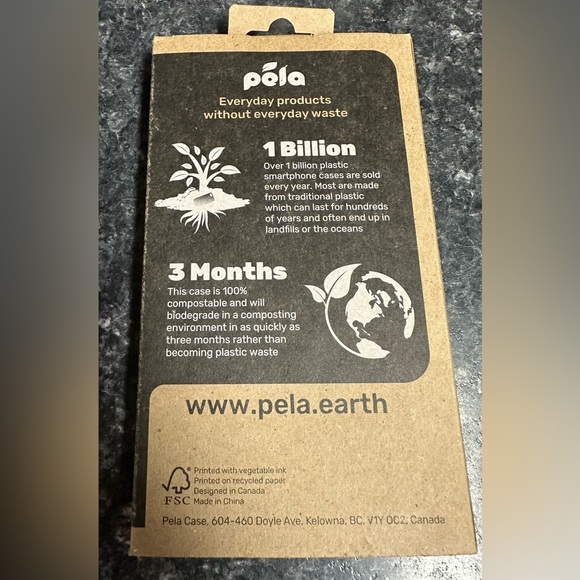 pela
Everyday products
without everyday waste
1 Billion
Over 1 billion plastic
smartphone cases are sold
every year. Most are made
from traditional plastic
which can last for hundreds
of years and often end up in
landfills or the oceans
3 Months
This case is 100%
compostable and will
biodegrade in a composting
environment in as quickly as
three months rather than
becoming plastic waste
www.pela.earth
Printed with vegetable ink
Printed on recycled paper
Designed in Canada
FSC Made in China
Pela Case, 604-460 Doyle Ave, Kelowna, BC. V1Y 0C2, Canada